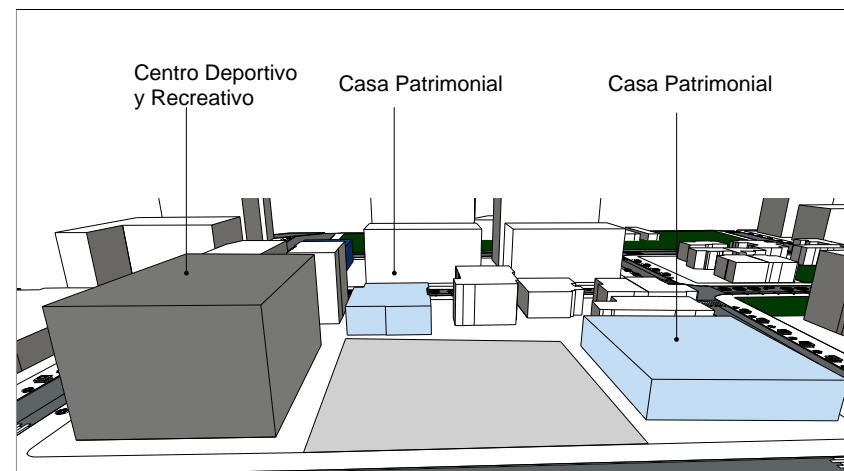 Centro Deportivo
y Recreativo
Casa Patrimonial
Casa Patrimonial